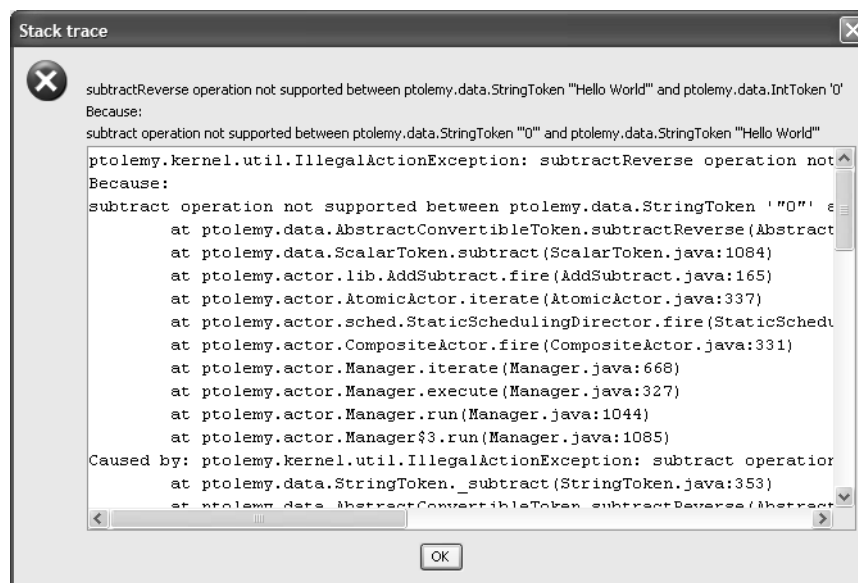 Stack trace
subtractReverse operation not supported between ptolemy.data.StringToken '"Hello World"' and ptolemy.data.IntToken '0'
Because:
subtract operation not supported between ptolemy.data.StringToken '"0"' and ptolemy.data.StringToken '"Hello World"'
ptolemy.kernel.util.IllegalActionException: subtractReverse operation not
Because:
subtract operation not supported between ptolemy.data.StringToken '"0"' a
at ptolemy.data.AbstractConvertibleToken.subtractReverse(Abstract
at ptolemy.data.ScalarToken.subtract(ScalarToken.java:1084)
at ptolemy.actor.lib.AddSubtract.fire(AddSubtract.java:165)
at ptolemy.actor.AtomicActor.iterate(AtomicActor.java:337)
at ptolemy.actor.sched.StaticSchedulingDirector.fire(StaticSchedu
at ptolemy.actor.CompositeActor.fire(CompositeActor.java:331)
at ptolemy.actor.Manager.iterate(Manager.java:668)
at ptolemy.actor.Manager.execute(Manager.java:327)
at ptolemy.actor.Manager.run(Manager.java:1044)
at ptolemy.actor.Manager$3.run(Manager.java:1085)
Caused by: ptolemy.kernel.util.IllegalActionException: subtract operation
at ptolemy.data.StringToken._subtract(StringToken.java:353)
at ptolemy.data.AbstractConvertibleToken.subtractReverse(Abstract
OK